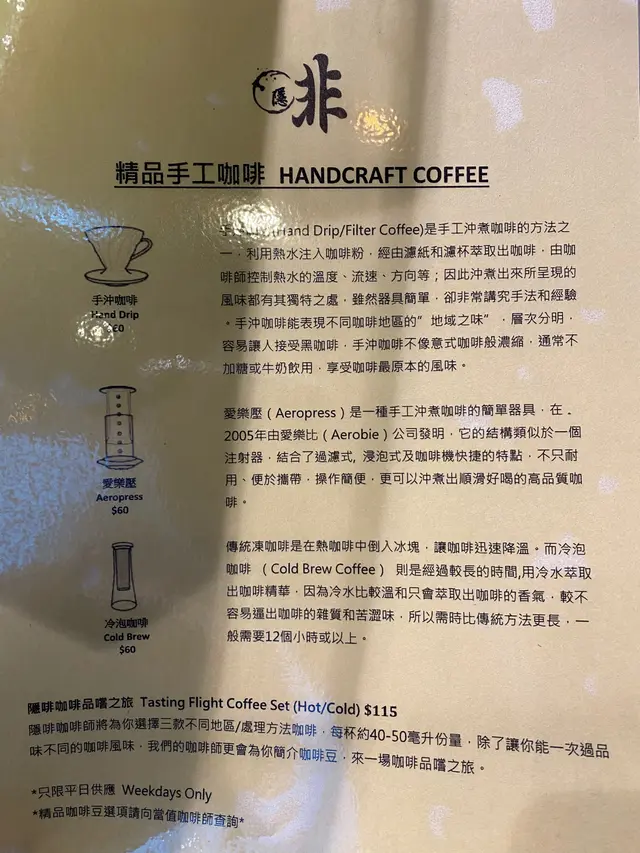 隱
啡
精品手工咖啡 HANDCRAFT COFFEE
手沖咖啡
Hand Drip
愛樂壓
Aeropress
$60
冷泡咖啡
Cold Brew
$60
(Hand Drip/Filter Coffee)是手工沖煮咖啡的方法之
一，利用熱水注入咖啡粉，經由濾紙和濾杯萃取出咖啡，由咖
啡師控制熱水的溫度、流速、方向等；因此沖煮出來所呈現的
風味都有其獨特之處，雖然器具簡單，卻非常講究手法和經驗
。手沖咖啡能表現不同咖啡地區的”地域之味”，層次分明，
容易讓人接受黑咖啡，手沖咖啡不像意式咖啡般濃縮，通常不
加糖或牛奶飲用，享受咖啡最原本的風味。
愛樂壓（Aeropress）是一種手工沖煮咖啡的簡單器具，在
2005年由愛樂比（Aerobie）公司發明，它的結構類似於一個
注射器，結合了過濾式, 浸泡式及咖啡機快捷的特點，不只耐
用、便於攜帶，操作簡便，更可以沖煮出順滑好喝的高品質咖
啡。
傳統凍咖啡是在熱咖啡中倒入冰塊，讓咖啡迅速降溫。而冷泡
咖啡 （Cold Brew Coffee） 則是經過較長的時間,用冷水萃取
出咖啡精華，因為冷水比較溫和只會萃取出咖啡的香氣，較不
容易逼出咖啡的雜質和苦澀味，所以需時比傳統方法更長，一
般需要12個小時或以上。
隱啡咖啡品嚐之旅 Tasting Flight Coffee Set (Hot/Cold) $115
隱啡咖啡師將為你選擇三款不同地區/處理方法咖啡，每杯約40-50毫升份量，除了讓你能一次過品
味不同的咖啡風味，我們的咖啡師更會為你簡介咖啡豆，來一場咖啡品嚐之旅。
*只限平日供應 Weekdays Only
*精品咖啡豆選項請向當值咖啡師查詢*